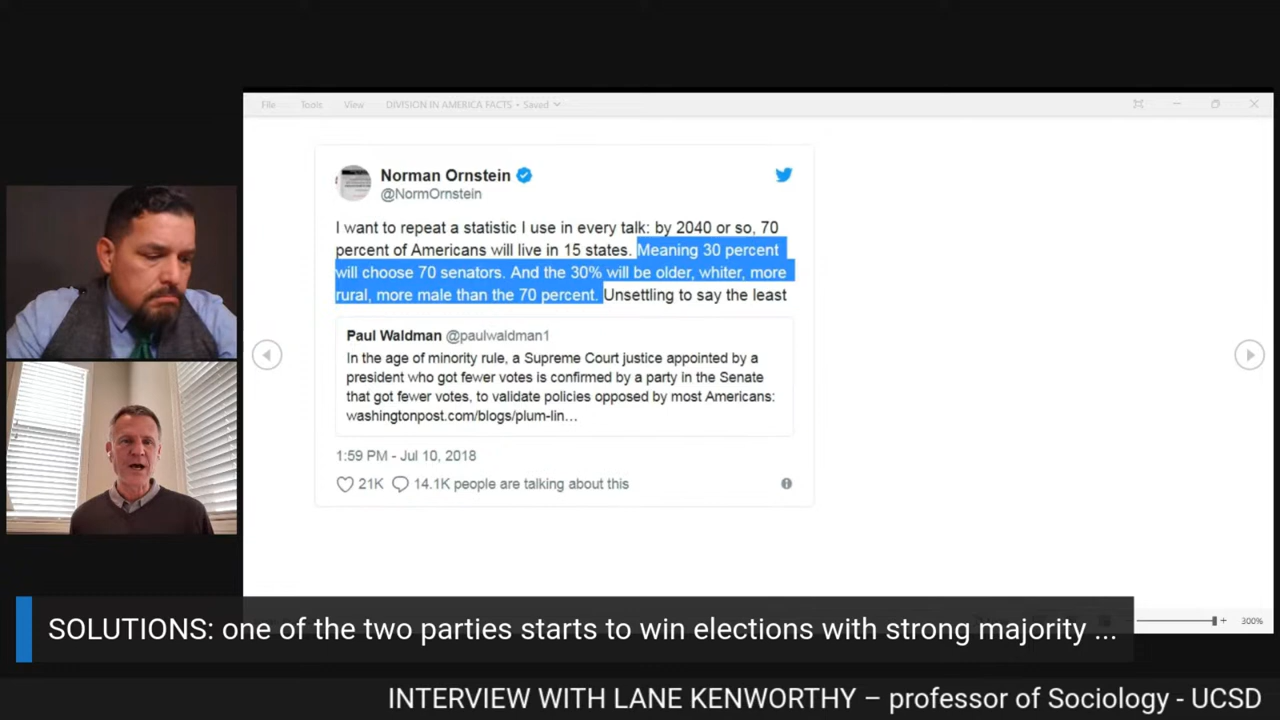 File Tools View DIVISION IN AMERICA FACTS • Saved
Norman Ornstein
@NormOrnstein
I want to repeat a statistic I use in every talk: by 2040 or so, 70
percent of Americans will live in 15 states. Meaning 30 percent
will choose 70 senators. And the 30% will be older, whiter, more
rural, more male than the 70 percent. Unsettling to say the least
Paul Waldman @paulwaldman1
In the age of minority rule, a Supreme Court justice appointed by a
president who got fewer votes is confirmed by a party in the Senate
that got fewer votes, to validate policies opposed by most Americans:
washingtonpost.com/blogs/plum-lin...
1:59 PM - Jul 10, 2018
21K 14.1K people are talking about this
300%
SOLUTIONS: one of the two parties starts to win elections with strong majority ...
INTERVIEW WITH LANE KENWORTHY – professor of Sociology - UCSD